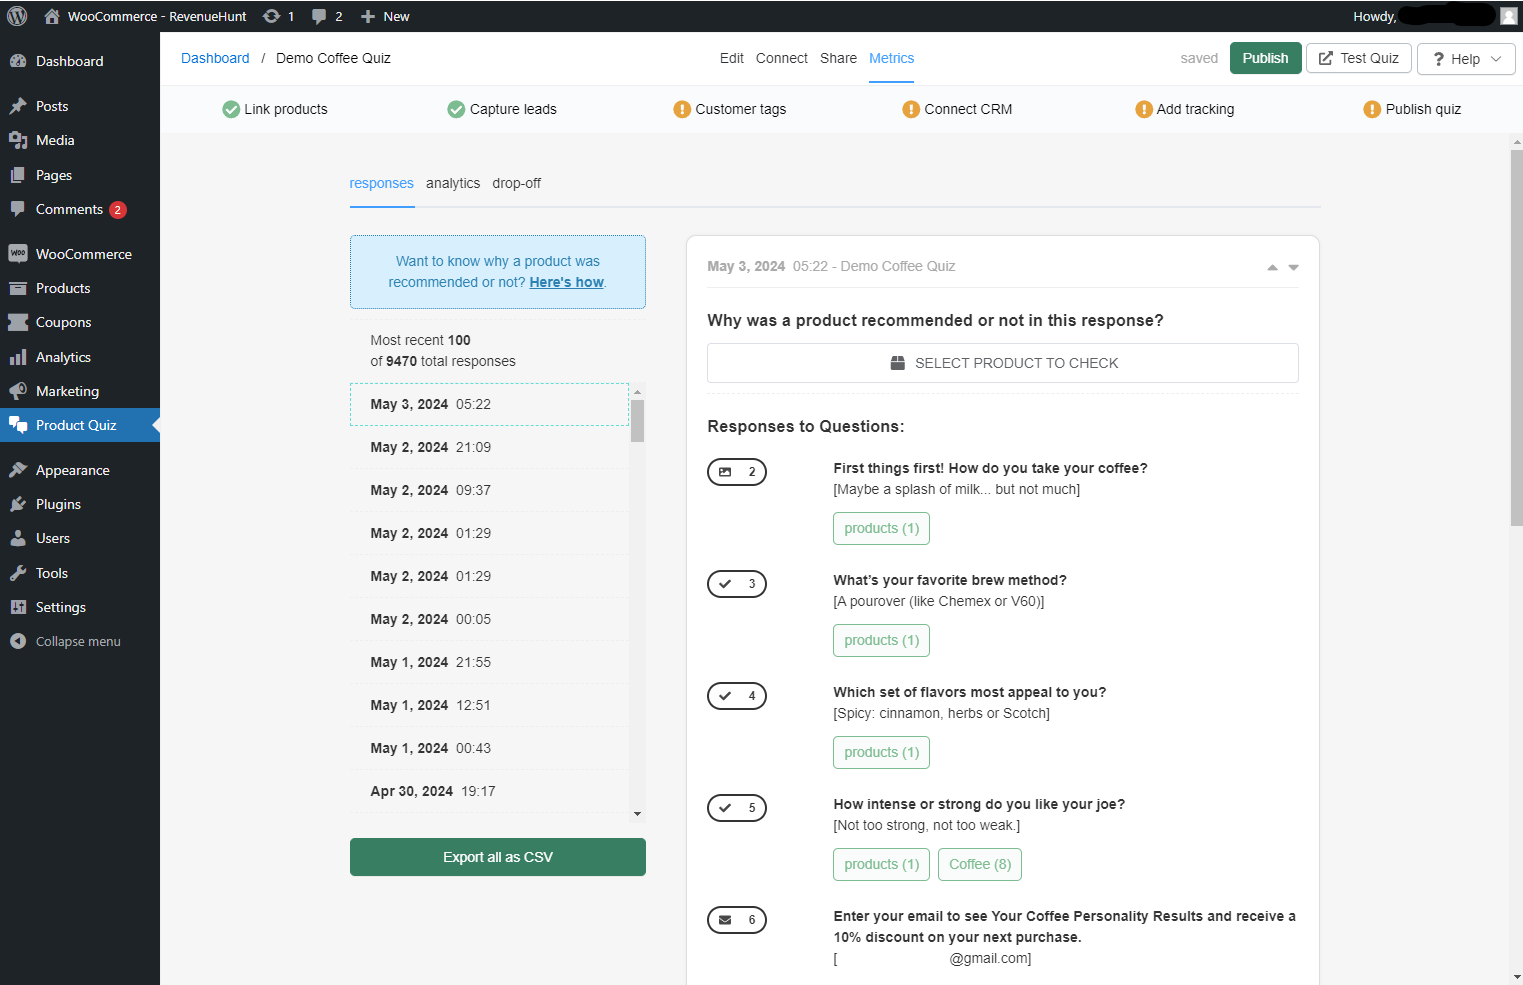 WooCommerce - RevenueHunt 1 2 New Howdy,
Dashboard
Posts
Media
Pages
Comments 2
WooCommerce
Products
Coupons
Analytics
Marketing
Product Quiz
Appearance
Plugins
Users
Tools
Settings
Collapse menu
Dashboard / Demo Coffee Quiz Edit Connect Share Metrics saved Publish Test Quiz ? Help
Link products Capture leads Customer tags Connect CRM Add tracking Publish quiz
responses analytics drop-off
Want to know why a product was
recommended or not? Here's how.
Most recent 100
of 9470 total responses
May 3, 2024 05:22
May 2, 2024 21:09
May 2, 2024 09:37
May 2, 2024 01:29
May 2, 2024 01:29
May 2, 2024 00:05
May 1, 2024 21:55
May 1, 2024 12:51
May 1, 2024 00:43
Apr 30, 2024 19:17
Export all as CSV
May 3, 2024 05:22 - Demo Coffee Quiz
Why was a product recommended or not in this response?
SELECT PRODUCT TO CHECK
Responses to Questions:
2 First things first! How do you take your coffee?
[Maybe a splash of milk... but not much]
products (1)
3 What’s your favorite brew method?
[A pourover (like Chemex or V60)]
products (1)
4 Which set of flavors most appeal to you?
[Spicy: cinnamon, herbs or Scotch]
products (1)
5 How intense or strong do you like your joe?
[Not too strong, not too weak.]
products (1) Coffee (8)
6 Enter your email to see Your Coffee Personality Results and receive a
10% discount on your next purchase.
[ @gmail.com]